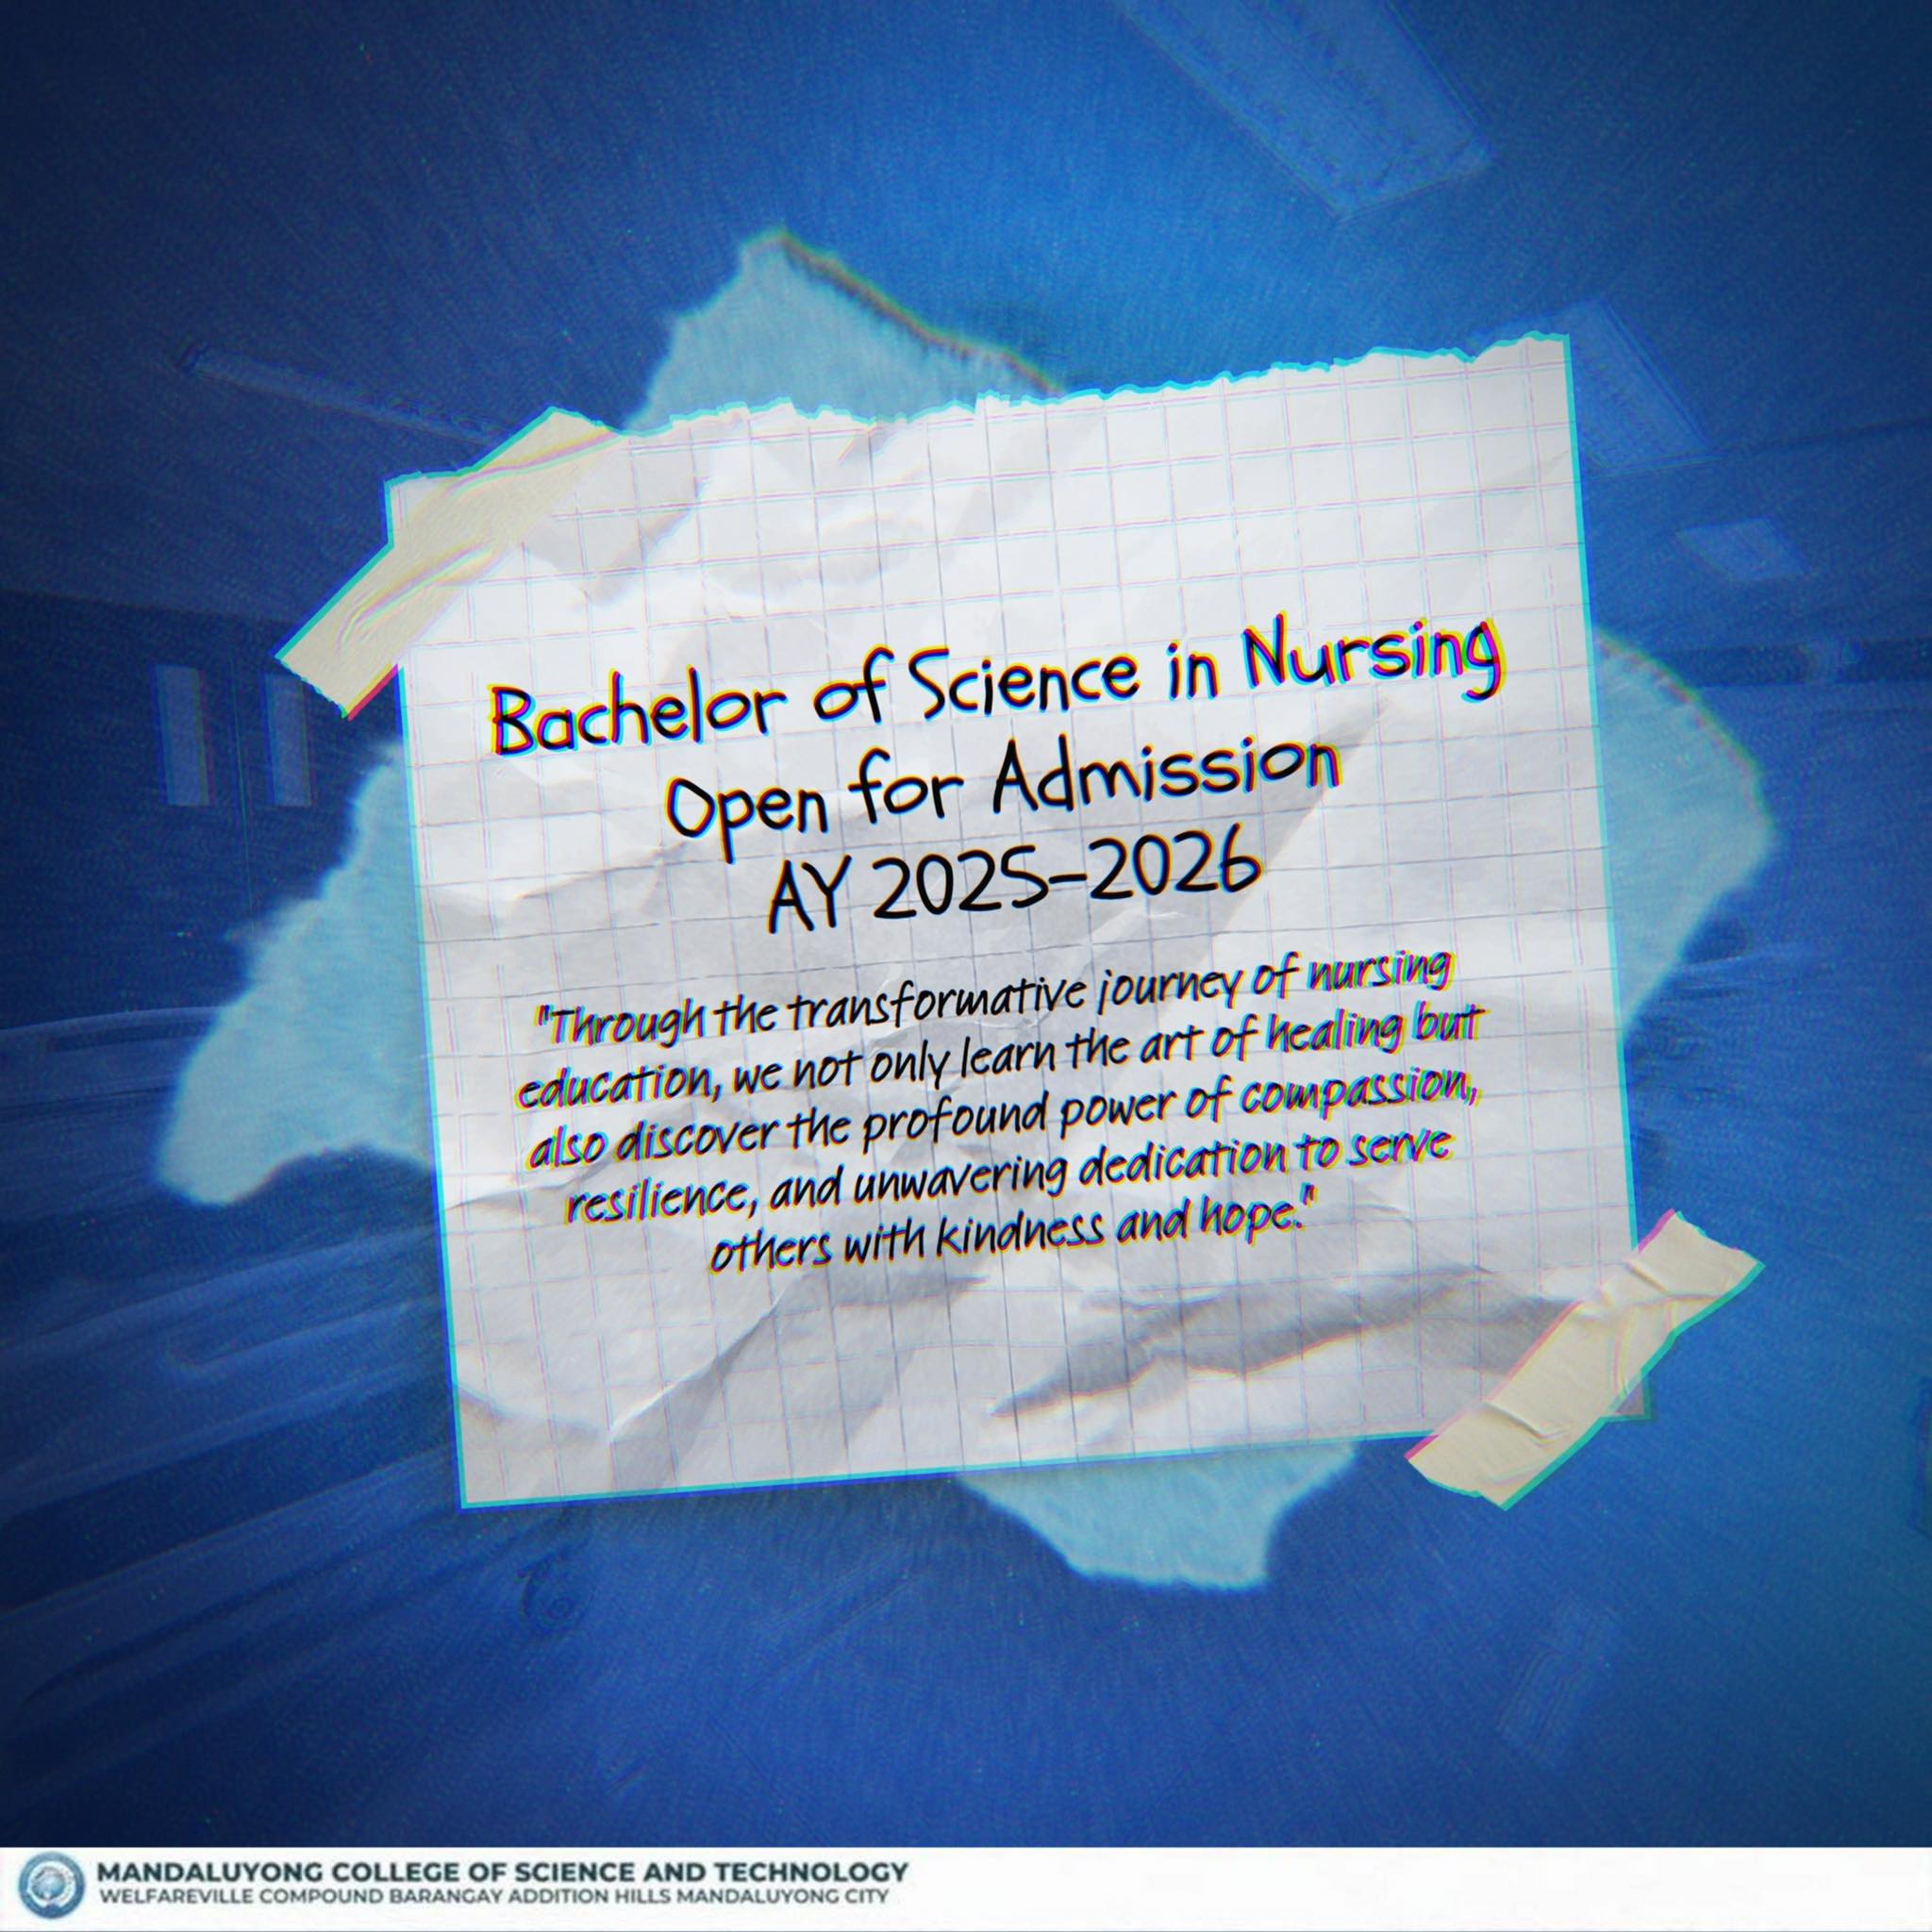 Bachelor of Science in Nursing
Open for Admission
AY 2025-2026
"Through the transformative journey of nursing
education, we not only learn the art of healing but
also discover the profound power of compassion,
resilience, and unwavering dedication to serve
others with kindness and hope."
MANDALUYONG COLLEGE OF SCIENCE AND TECHNOLOGY
WELFAREVILLE COMPOUND BARANGAY ADDITION HILLS MANDALUYONG CITY